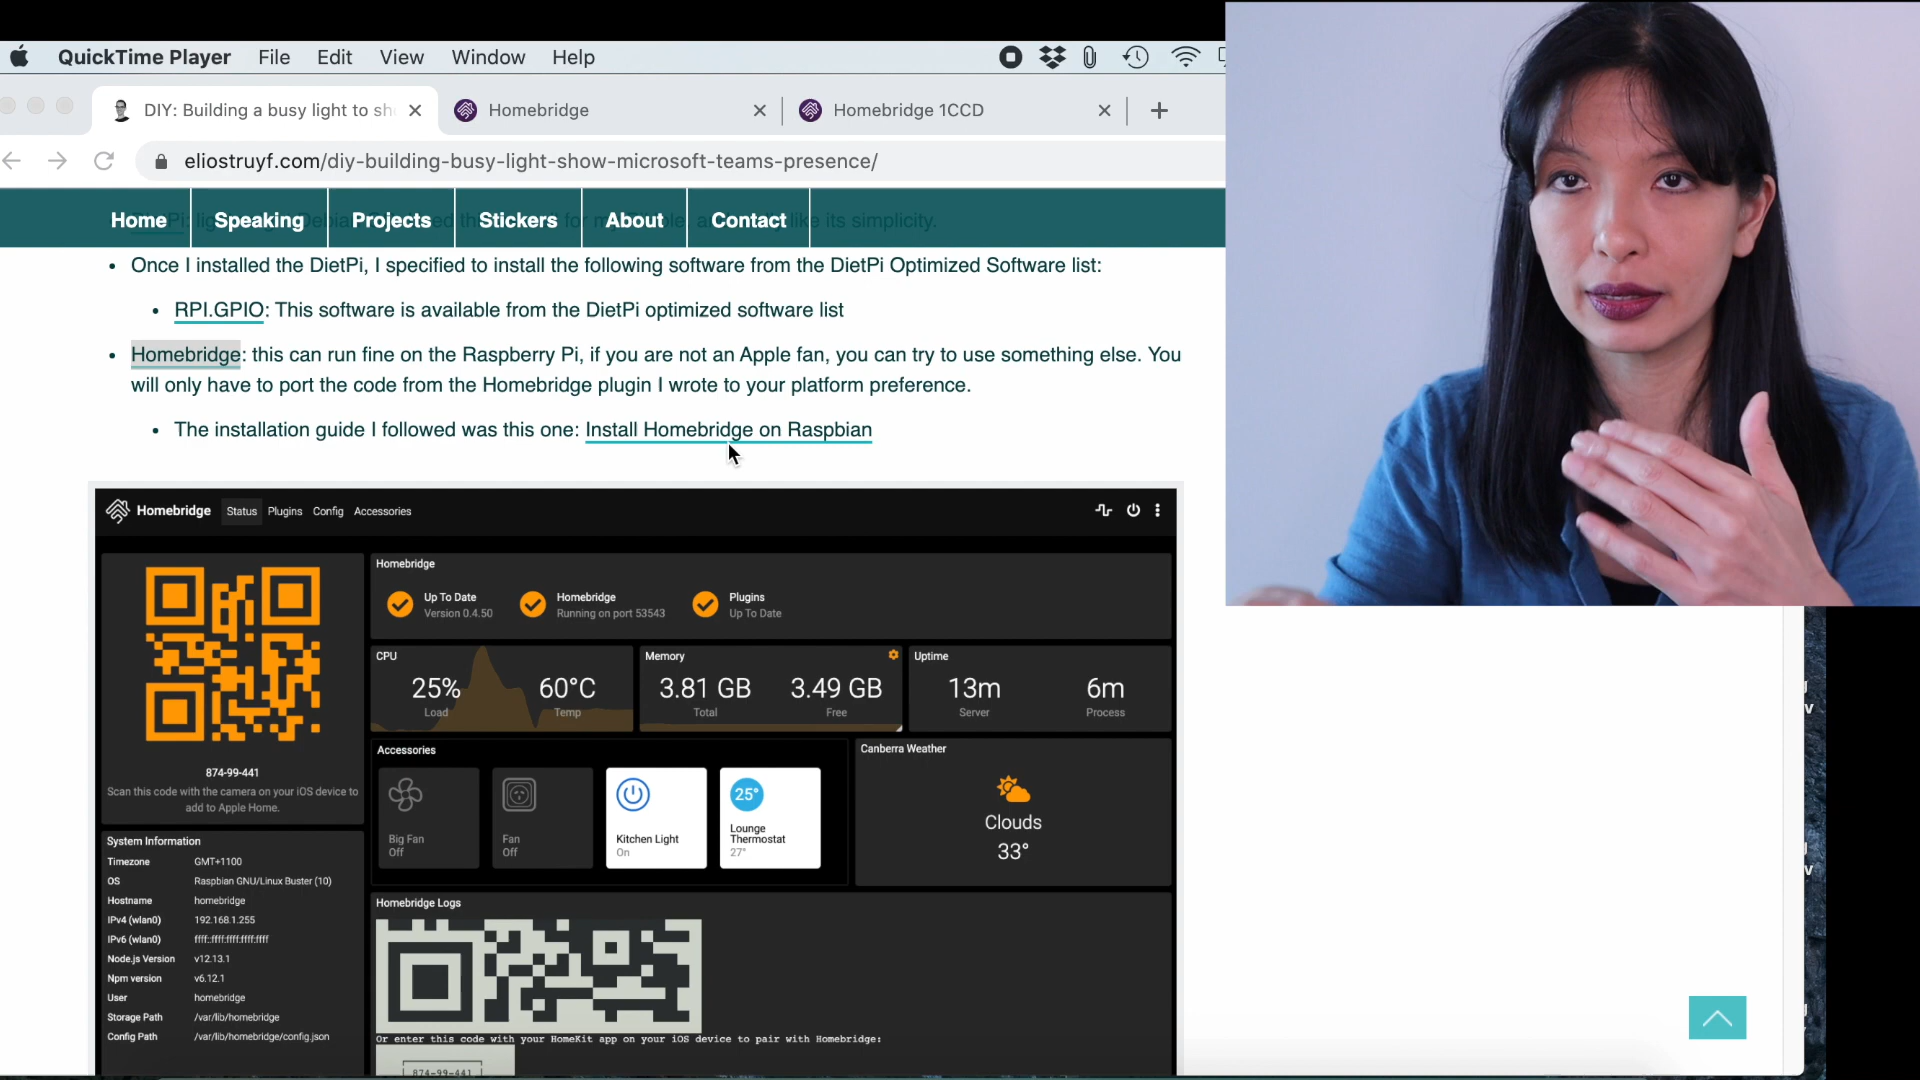 QuickTime Player File Edit View Window Help
DIY: Building a busy light to sh
Homebridge
Homebridge 1CCD
eliostruyf.com/diy-building-busy-light-show-microsoft-teams-presence/
Home Speaking Projects Stickers About Contact
its simplicity.
Once I installed the DietPi, I specified to install the following software from the DietPi Optimized Software list:
RPI.GPIO: This software is available from the DietPi optimized software list
Homebridge: this can run fine on the Raspberry Pi, if you are not an Apple fan, you can try to use something else. You
will only have to port the code from the Homebridge plugin I wrote to your platform preference.
The installation guide I followed was this one: Install Homebridge on Raspbian
Homebridge Status Plugins Config Accessories
874-99-441
Scan this code with the camera on your iOS device to
add to Apple Home.
System Information
Timezone GMT+1100
OS Raspbian GNU/Linux Buster (10)
Hostname homebridge
IPv4 (wlan0) 192.168.1.255
IPv6 (wlan0) ffff::ffff:ffff:ffff:ffff
Node.js Version v12.13.1
Npm version v6.12.1
User homebridge
Storage Path /var/lib/homebridge
Config Path /var/lib/homebridge/config.json
Homebridge
Up To Date
Version 0.4.50
Homebridge
Running on port 53543
Plugins
Up To Date
CPU
25% 60°C
Load Temp
Memory
3.81 GB 3.49 GB
Total Free
Uptime
13m 6m
Server Process
Accessories
Big Fan
Off
Fan
Off
Kitchen Light
On
25°
Lounge
Thermostat
27°
Canberra Weather
Clouds
33°
Homebridge Logs
Or enter this code with your HomeKit app on your iOS device to pair with Homebridge:
874-99-441